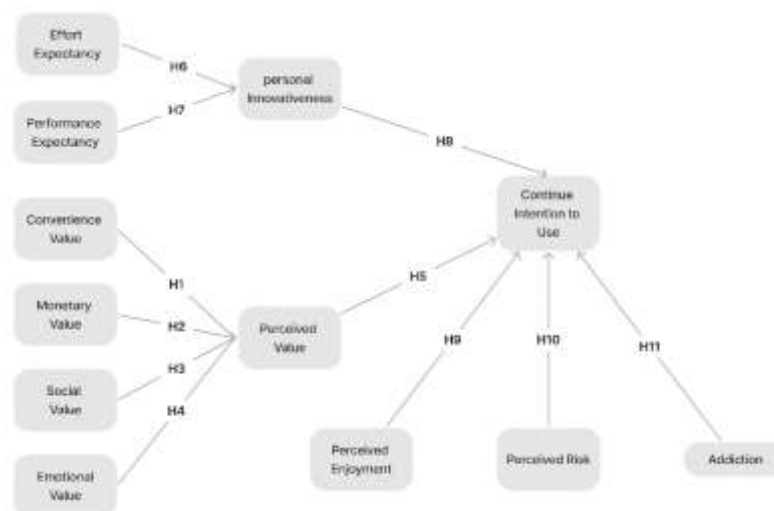 Effort
Expectancy
H6
personal
Innovativeness
H7
Performance
Expectancy
H8
Convenience
Value
Continue
Intention to
Use
H1
H5
Monetary
Value
H2
Perceived
Value
H3
H9
H10
H11
Social
Value
H4
Perceived
Enjoyment
Perceived Risk
Addiction
Emotional
Value